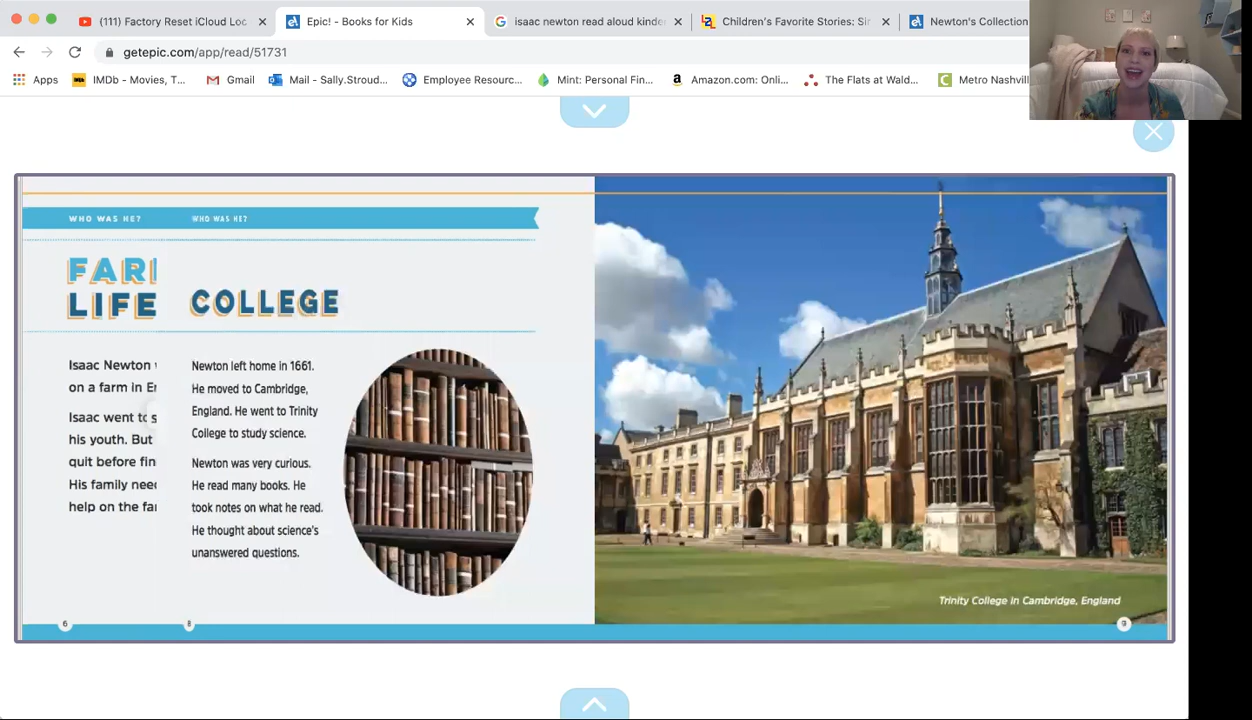 (111) Factory Reset iCloud Loc
Epic! - Books for Kids
isaac newton read aloud kinde
Children's Favorite Stories: Sir
Newton's Collection
getepic.com/app/read/51731
Apps
IMDb - Movies, T...
Gmail
Mail - Sally.Stroud...
Employee Resourc...
Mint: Personal Fin...
Amazon.com: Onli...
The Flats at Wald...
Metro Nashvil
WHO WAS HE?
FAR
LIFE
Isaac Newton
on a farm in En
Isaac went to s
his youth. But
quit before fin
His family need
help on the far
6
WHO WAS HE?
COLLEGE
Newton left home in 1661.
He moved to Cambridge,
England. He went to Trinity
College to study science.
Newton was very curious.
He read many books. He
took notes on what he read.
He thought about science's
unanswered questions.
8
Trinity College in Cambridge, England
9